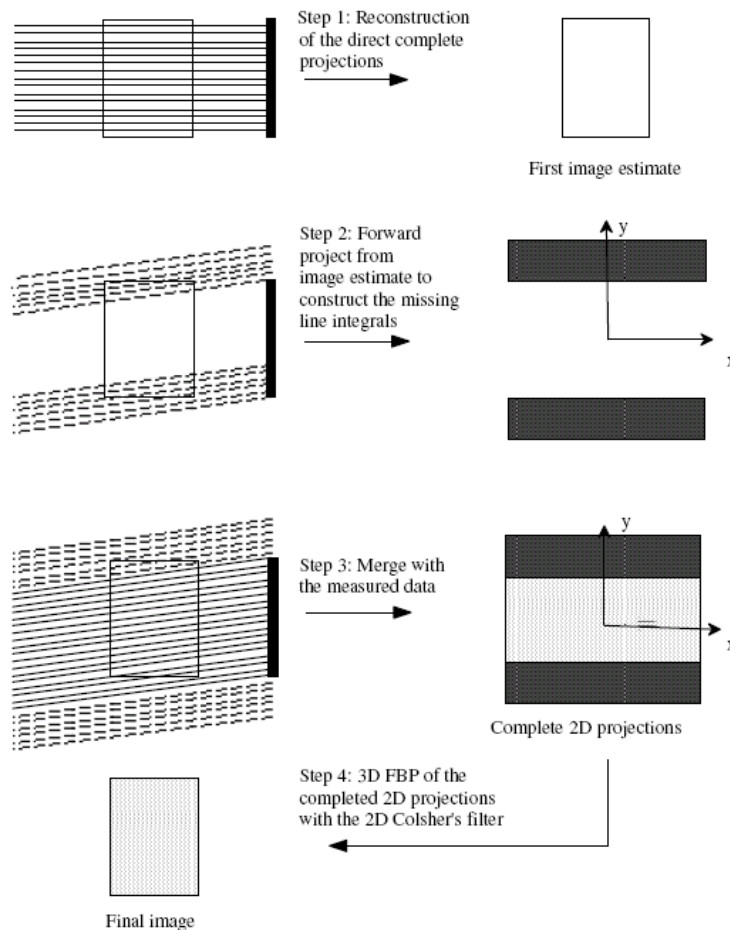 Step 1: Reconstruction
of the direct complete
projections
First image estimate
Step 2: Forward
project from
image estimate to
construct the missing
line integrals
y
x
Step 3: Merge with
the measured data
y
x
Complete 2D projections
Step 4: 3D FBP of the
completed 2D projections
with the 2D Colsher's filter
Final image